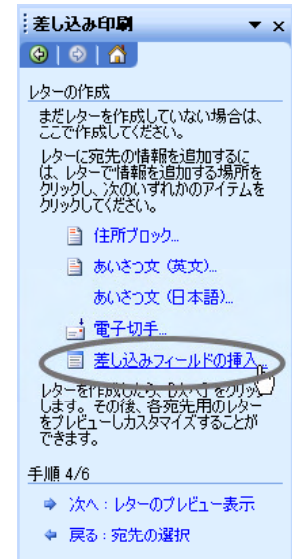 差し込み印刷
レターの作成
まだレターを作成していない場合は、
ここで作成してください。
レターに宛先の情報を追加するに
は、レターで情報を追加する場所を
クリックし、次のいずれかのアイテムを
クリックしてください。
住所ブロック...
あいさつ文 (英文)...
あいさつ文 (日本語)...
電子切手...
差し込みフィールドの挿入...
レターを作成したら、[次へ] をクリック
します。その後、各宛先用のレター
をプレビューしカスタマイズすることが
できます。
手順 4/6
次へ : レターのプレビュー表示
戻る : 宛先の選択